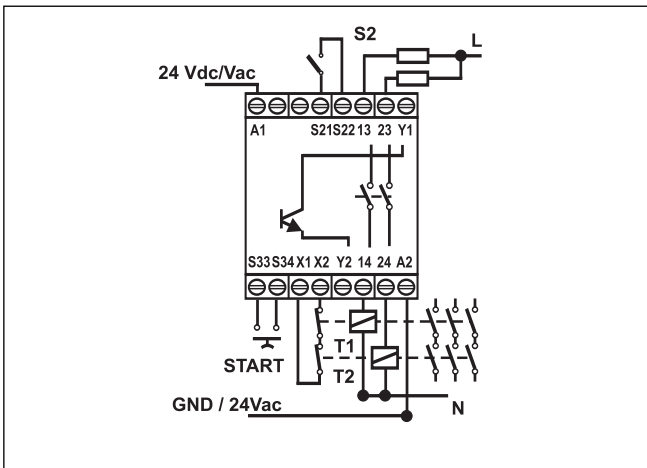 S2
L
24 Vdc/Vac
A1 S21 S22 13 23 Y1
S33 S34 X1 X2 Y2 14 24 A2
T1
START
T2
GND / 24Vac
N